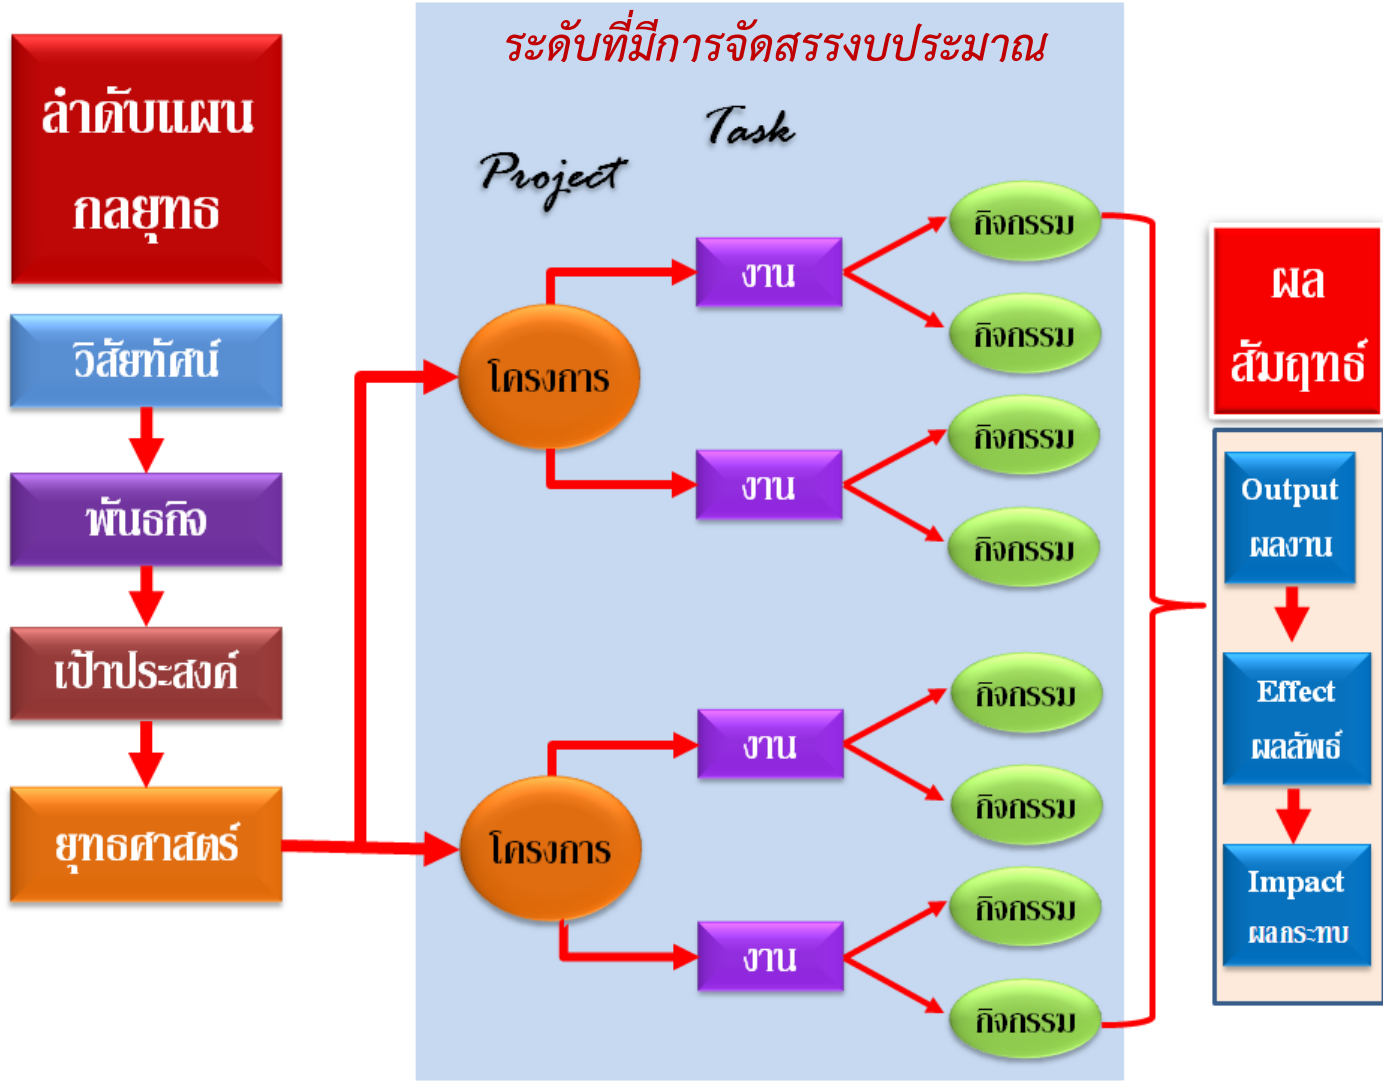 ระดับที่มีการจัดสรรงบประมาณ
ลำดับแผน
กลยุทธ
Project
Task
วิสัยทัศน์
พันธกิจ
เป้าประสงค์
ยุทธศาสตร์
โครงการ
งาน
กิจกรรม
กิจกรรม
งาน
กิจกรรม
กิจกรรม
โครงการ
งาน
กิจกรรม
กิจกรรม
งาน
กิจกรรม
กิจกรรม
ผล
สัมฤทธ์
Output
ผลงาน
Effect
ผลลัพธ์
Impact
ผลกระทบ